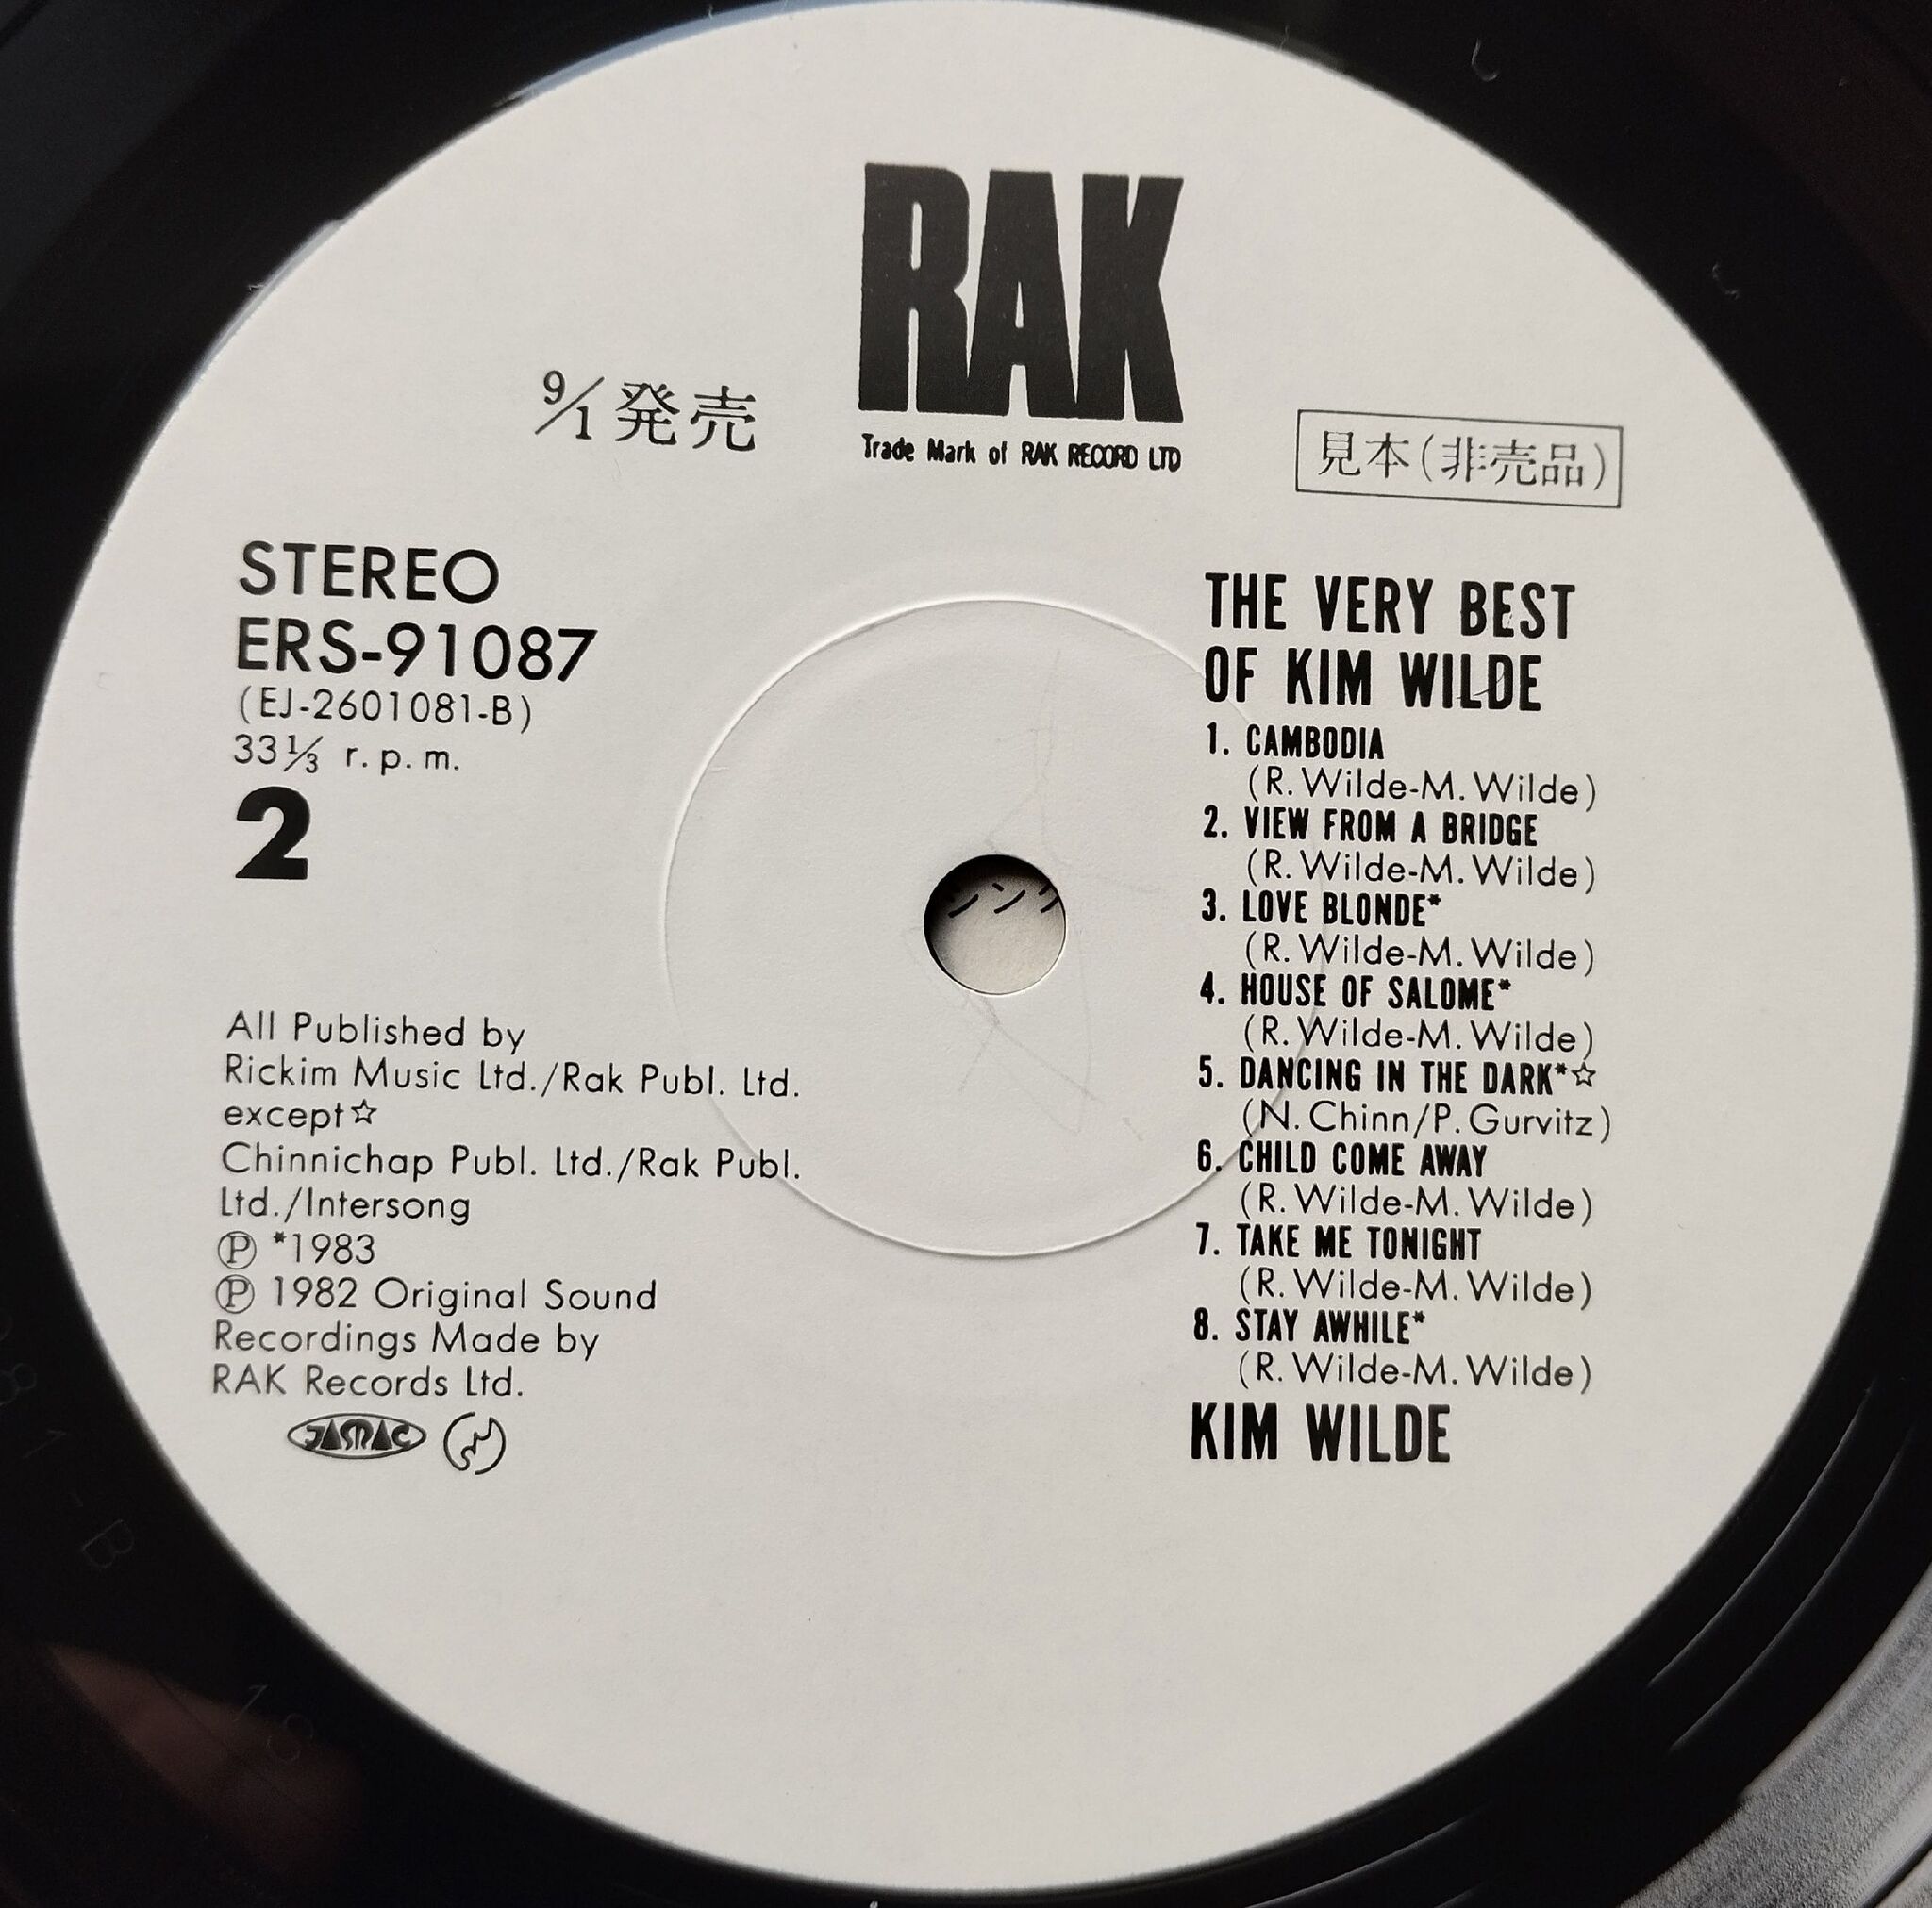 RAK
Trade Mark of RAK RECORD LTD
9/1発売
見本(非売品)
STEREO
ERS-91087
(EJ-2601081-B)
33⅓ r.p.m.
2
All Published by
Rickim Music Ltd./Rak Publ. Ltd.
except☆
Chinnichap Publ. Ltd./Rak Publ.
Ltd./Intersong
Ⓟ *1983
Ⓟ 1982 Original Sound
Recordings Made by
RAK Records Ltd.
JASRAC
THE VERY BEST
OF KIM WILDE
1. CAMBODIA
(R. Wilde-M. Wilde)
2. VIEW FROM A BRIDGE
(R. Wilde-M. Wilde)
3. LOVE BLONDE*
(R. Wilde-M. Wilde)
4. HOUSE OF SALOME*
(R. Wilde-M. Wilde)
5. DANCING IN THE DARK*☆
(N. Chinn/P. Gurvitz)
6. CHILD COME AWAY
(R. Wilde-M. Wilde)
7. TAKE ME TONIGHT
(R. Wilde-M. Wilde)
8. STAY AWHILE*
(R. Wilde-M. Wilde)
KIM WILDE